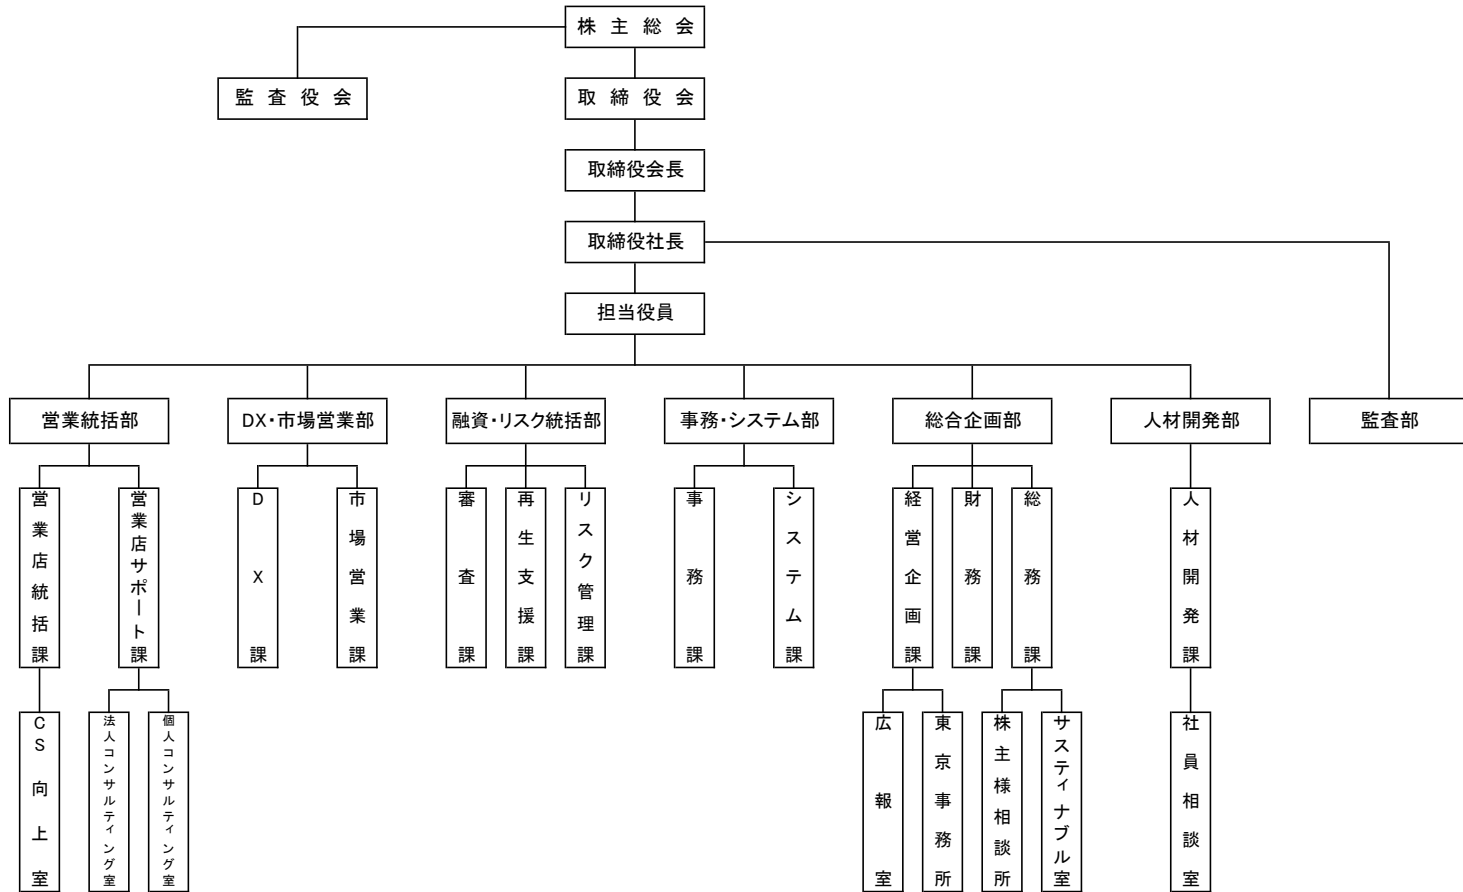 株主総会
監査役会
取締役会
取締役会長
取締役社長
担当役員
営業統括部
DX・市場営業部
融資・リスク統括部
事務・システム部
総合企画部
人材開発部
監査部
営業店統括課
営業店サポート課
DX課
市場営業課
審査課
再生支援課
リスク管理課
事務課
システム課
経営企画課
財務課
総務課
人材開発課
CS向上室
法人コンサルティング室
個人コンサルティング室
広報室
東京事務所
株主様相談所
サスティナブル室
社員相談室